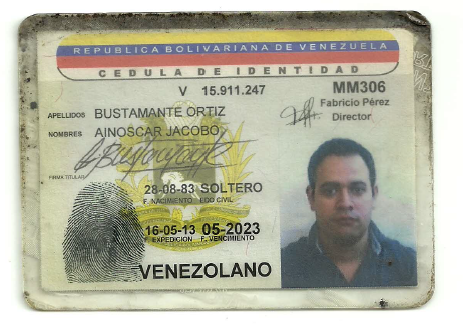 REPUBLICA BOLIVARIANA DE VENEZUELA
CEDULA DE IDENTIDAD
V 15.911.247
MM306
Fabricio Pérez
Director
APELLIDOS BUSTAMANTE ORTIZ
NOMBRES AINOSCAR JACOBO
FIRMA TITULAR
28-08-83 SOLTERO
F. NACIMIENTO EDO CIVIL
16-05-13 05-2023
F. EXPEDICION F. VENCIMIENTO
VENEZOLANO